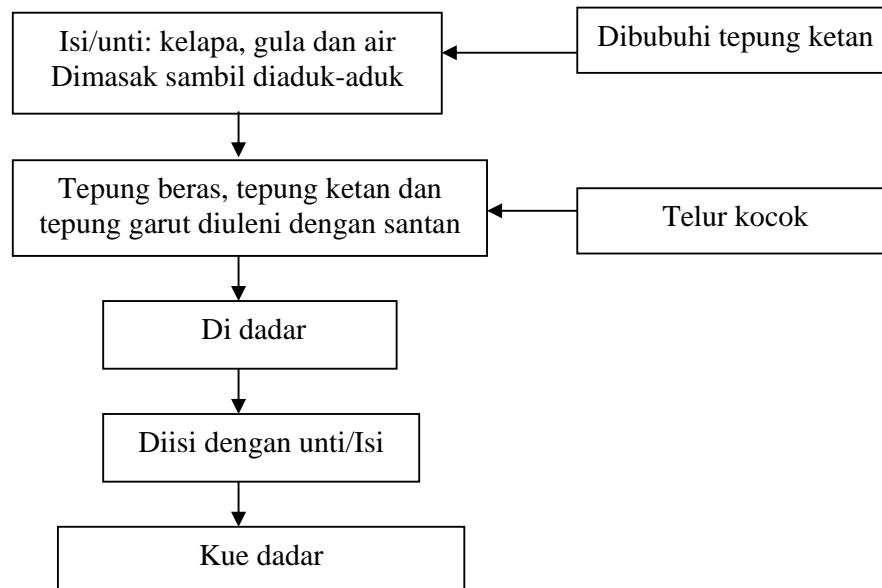 Isi/unti: kelapa, gula dan air
Dimasak sambil diaduk-aduk
Dibubuhi tepung ketan
Tepung beras, tepung ketan dan
tepung garut diuleni dengan santan
Telur kocok
Di dadar
Diisi dengan unti/Isi
Kue dadar